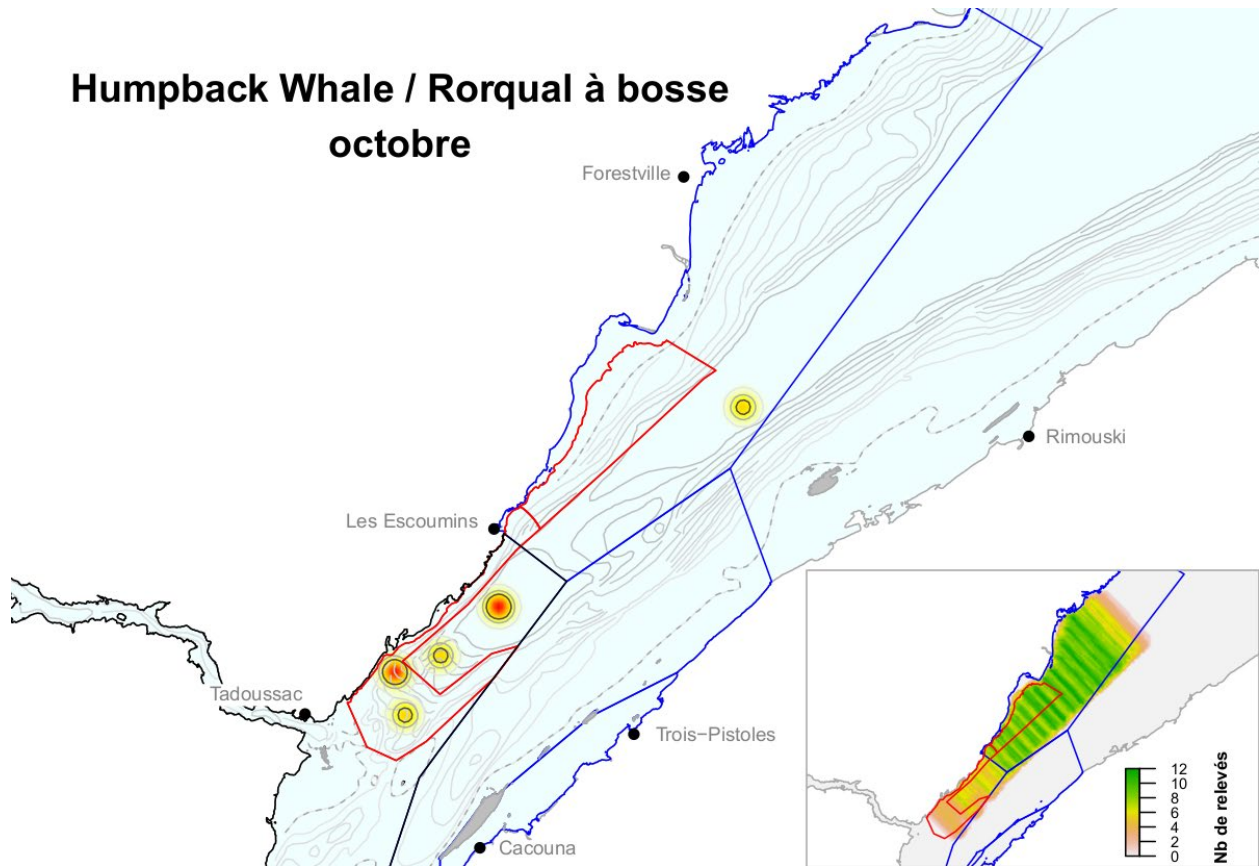 Humpback Whale / Rorqual à bosse
octobre
Forestville
Rimouski
Les Escoumins
Tadoussac
Trois−Pistoles
Cacouna
12
10
8
6
4
2
0
Nb de relevés